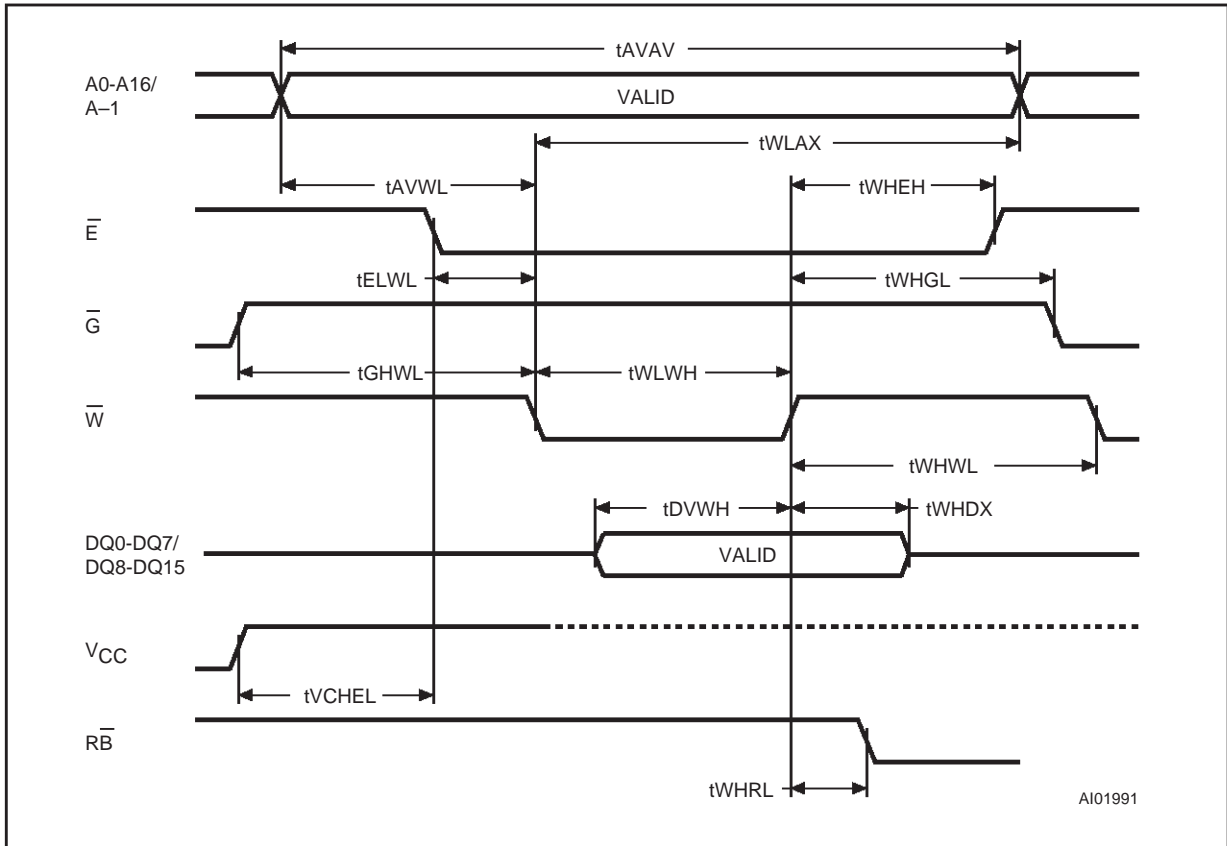 tAVAV
A0-A16/
A–1
VALID
tWLAX
tAVWL
tWHEH
E̅
tELWL
tWHGL
G̅
tGHWL
tWLWH
W̅
tWHWL
tDVWH
tWHDX
DQ0-DQ7/
DQ8-DQ15
VALID
VCC
tVCHEL
RB̅
tWHRL
AI01991